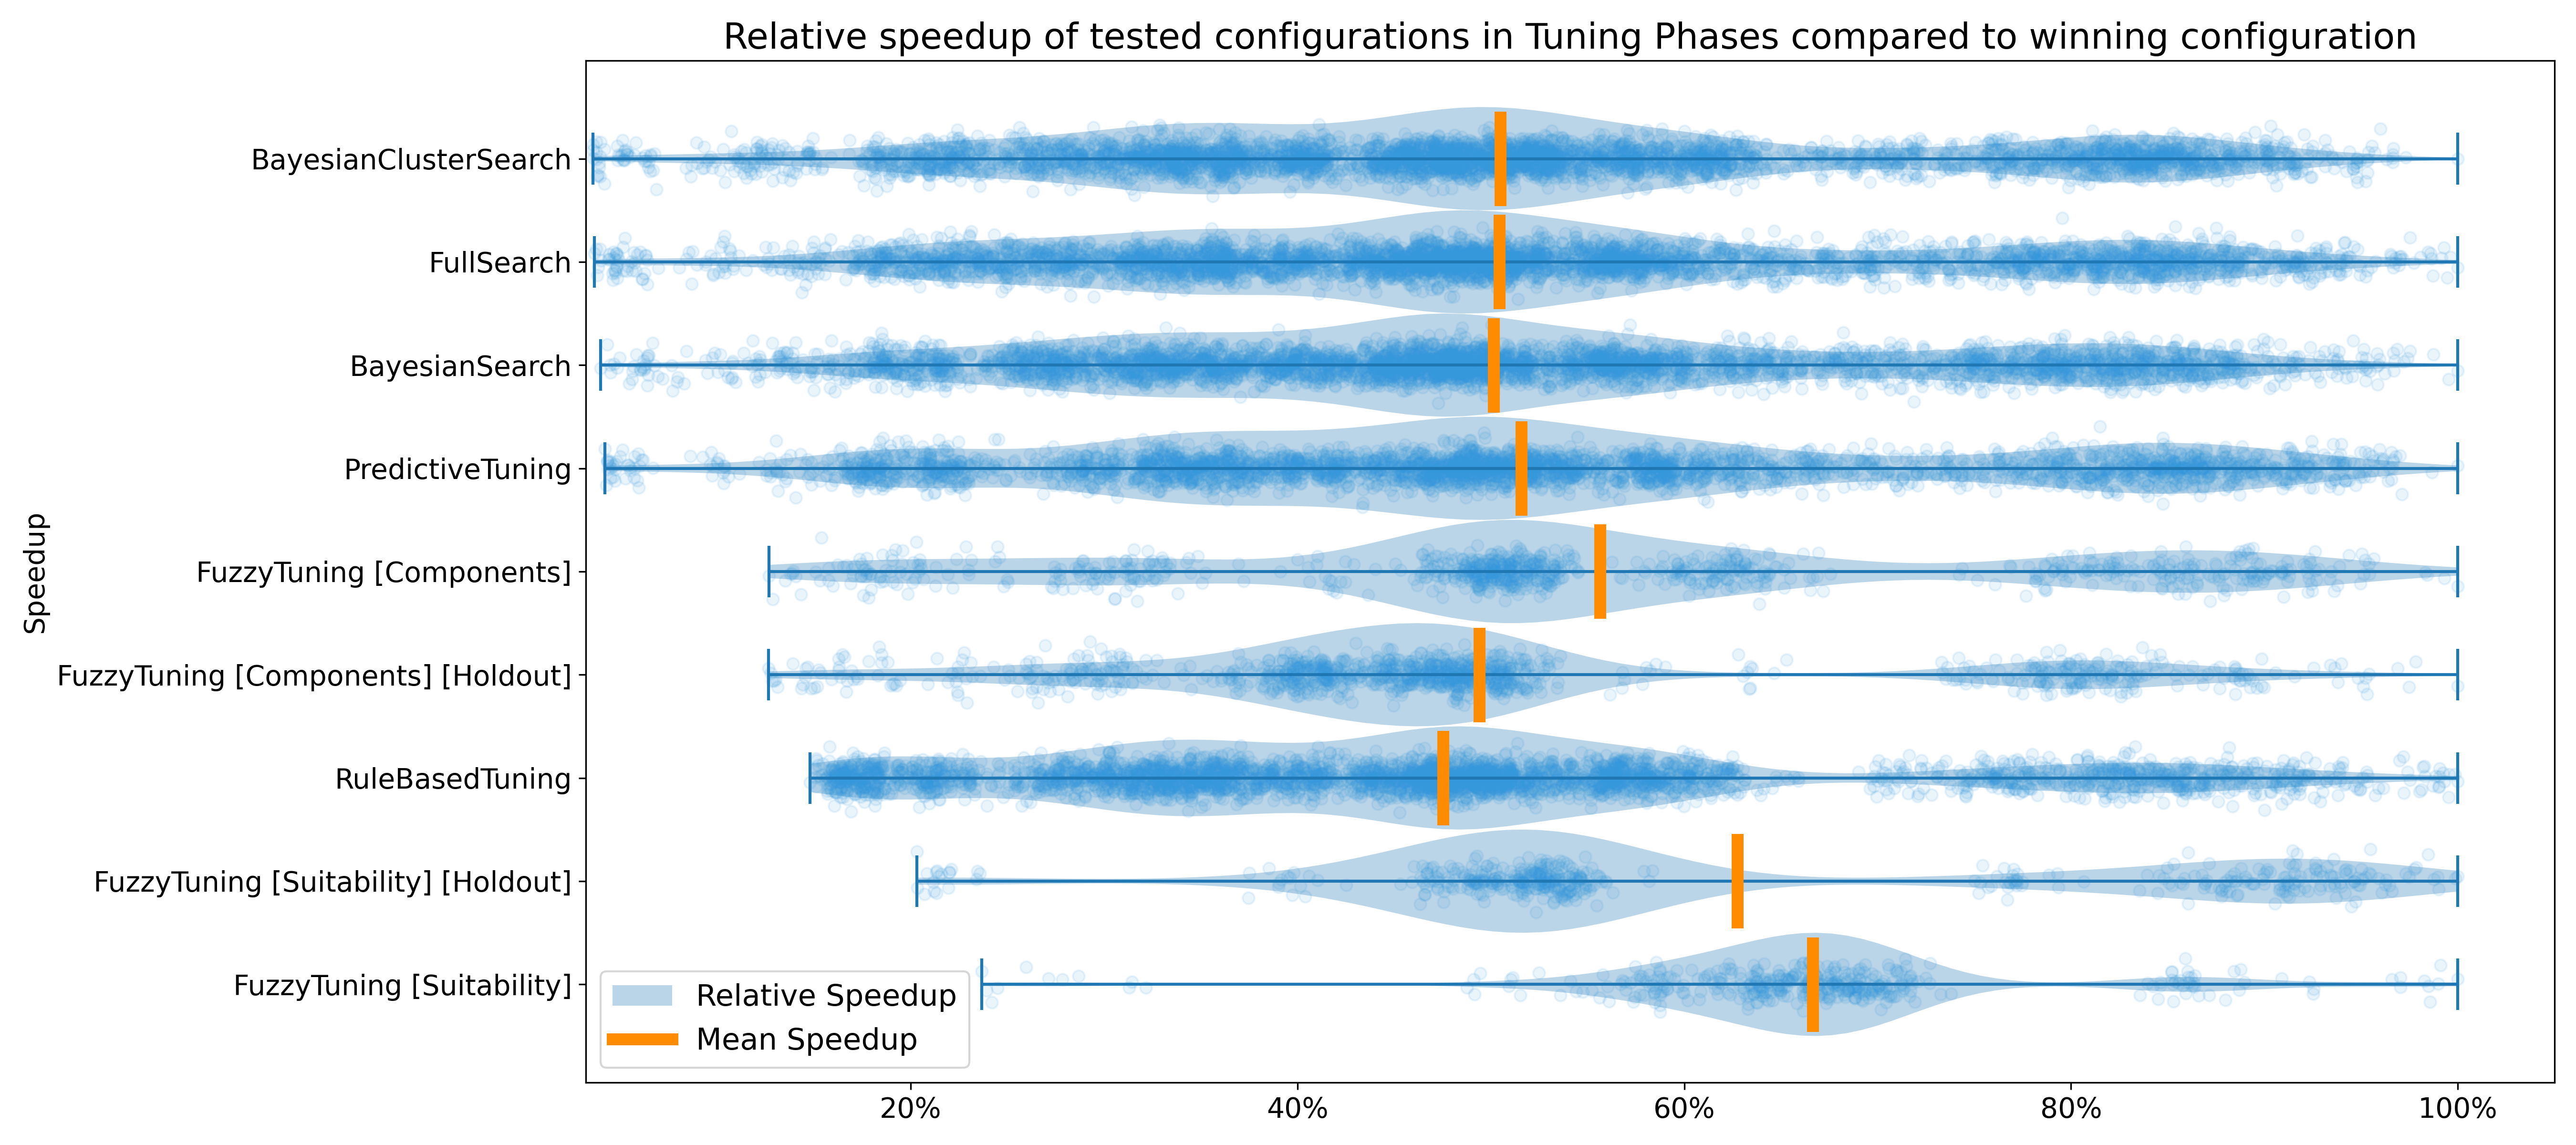 Relative speedup of tested configurations in Tuning Phases compared to winning configuration
Speedup
BayesianClusterSearch
FullSearch
BayesianSearch
PredictiveTuning
FuzzyTuning [Components]
FuzzyTuning [Components] [Holdout]
RuleBasedTuning
FuzzyTuning [Suitability] [Holdout]
FuzzyTuning [Suitability]
Relative Speedup
Mean Speedup
20% 40% 60% 80% 100%